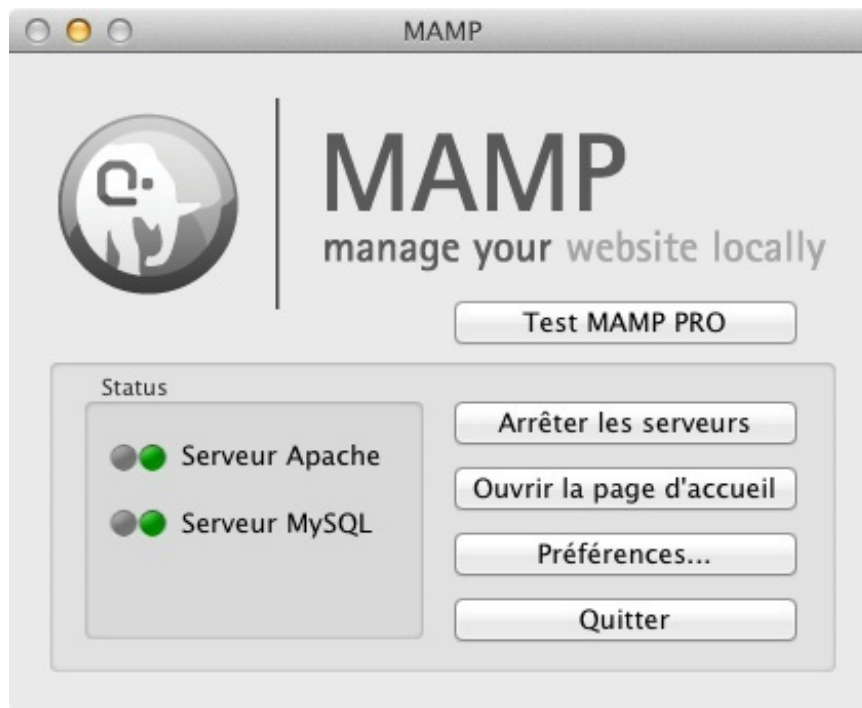 MAMP
MAMP
manage your website locally
Test MAMP PRO
Status
Serveur Apache
Serveur MySQL
Arrêter les serveurs
Ouvrir la page d'accueil
Préférences...
Quitter